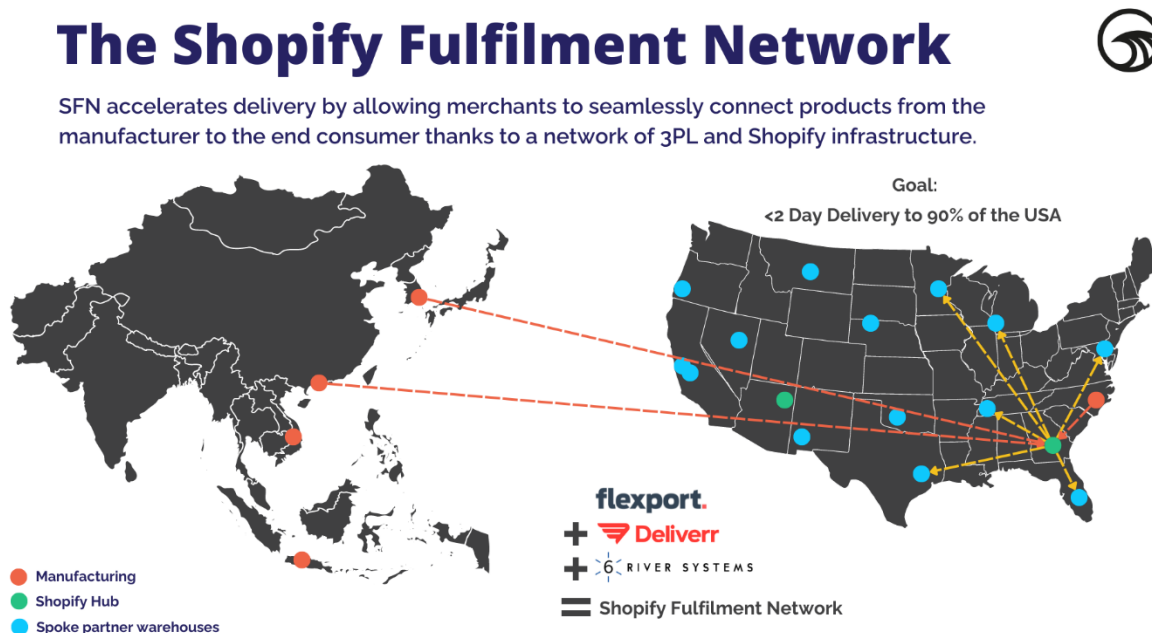 The Shopify Fulfilment Network
SFN accelerates delivery by allowing merchants to seamlessly connect products from the
manufacturer to the end consumer thanks to a network of 3PL and Shopify infrastructure.
Goal:
<2 Day Delivery to 90% of the USA
flexport.
+ Deliverr
+ 6 RIVER SYSTEMS
= Shopify Fulfilment Network
Manufacturing
Shopify Hub
Spoke partner warehouses